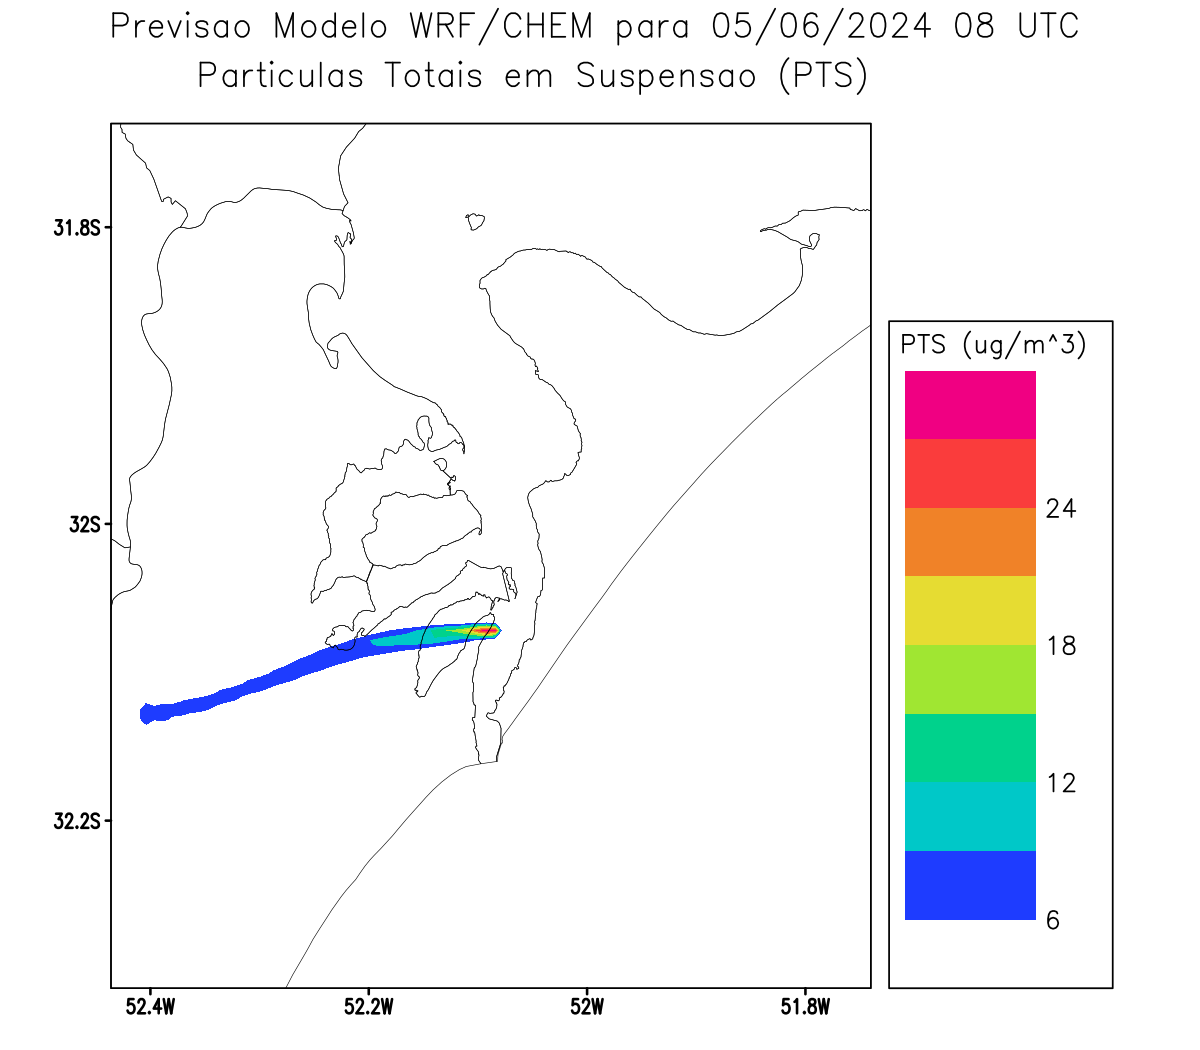 Previsao Modelo WRF/CHEM para 05/06/2024 08 UTC
Particulas Totais em Suspensao (PTS)
31.8S
32S
32.2S
52.4W
52.2W
52W
51.8W
PTS (ug/m^3)
24
18
12
6